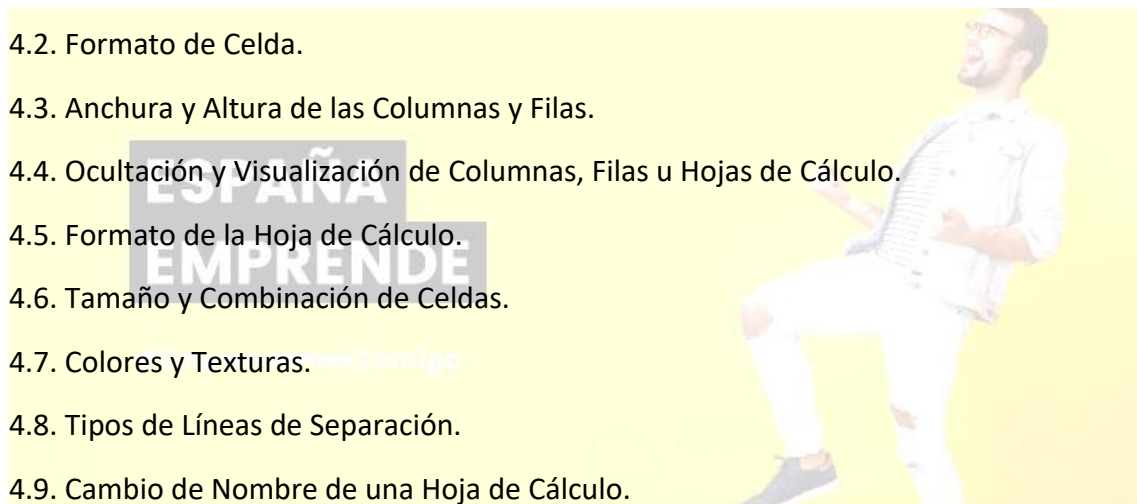 4.2. Formato de Celda.
4.3. Anchura y Altura de las Columnas y Filas.
4.4. Ocultación y Visualización de Columnas, Filas u Hojas de Cálculo.
ESPAÑA
4.5. Formato de la Hoja de Cálculo.
EMPRENDE
4.6. Tamaño y Combinación de Celdas.
4.7. Colores y Texturas.
4.8. Tipos de Líneas de Separación.
4.9. Cambio de Nombre de una Hoja de Cálculo.